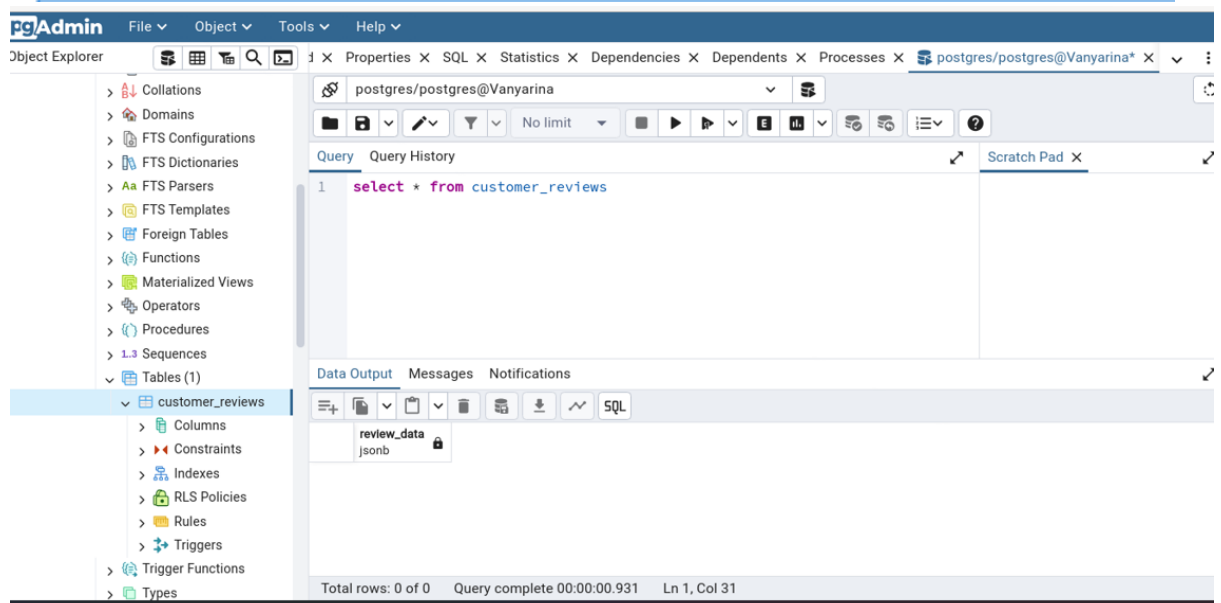 pgAdmin File Object Tools Help
Object Explorer
d X Properties X SQL X Statistics X Dependencies X Dependents X Processes X postgres/postgres@Vanyarina* X
Collations
Domains
FTS Configurations
FTS Dictionaries
Aa FTS Parsers
FTS Templates
Foreign Tables
Functions
Materialized Views
Operators
Procedures
1..3 Sequences
Tables (1)
customer_reviews
Columns
Constraints
Indexes
RLS Policies
Rules
Triggers
Trigger Functions
Types
postgres/postgres@Vanyarina
No limit
E
Query Query History
Scratch Pad X
1 select * from customer_reviews
Data Output Messages Notifications
SQL
review_data
jsonb
Total rows: 0 of 0 Query complete 00:00:00.931 Ln 1, Col 31